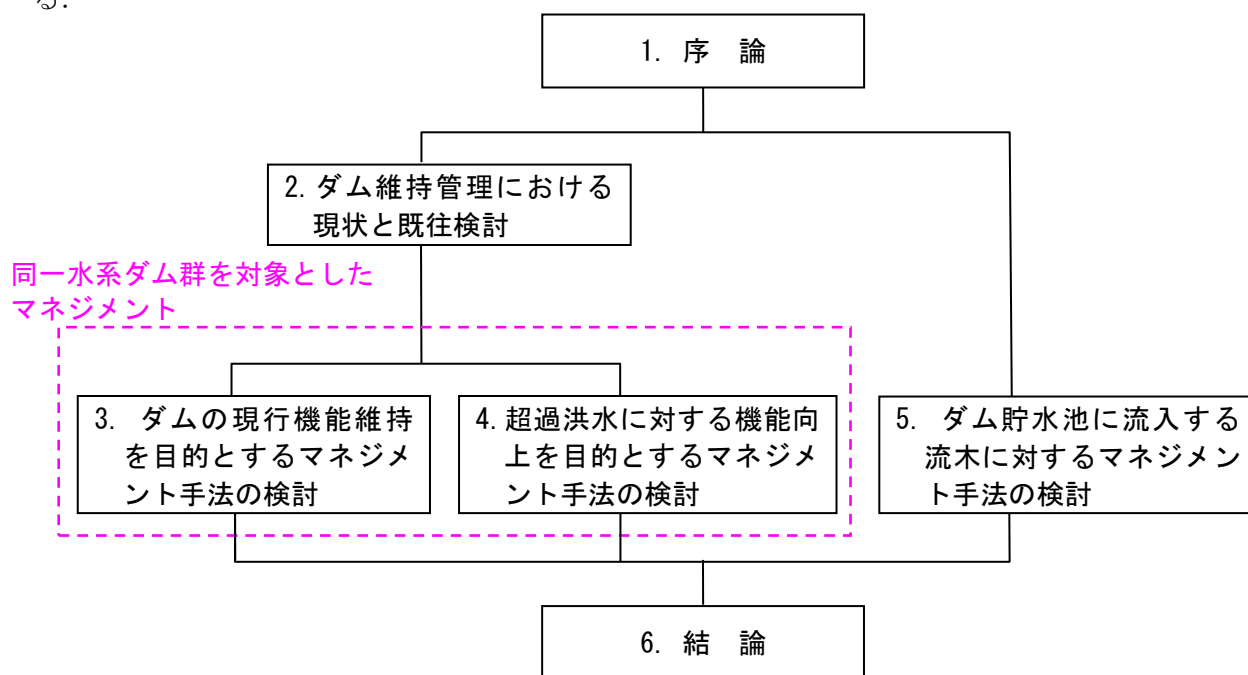 る.
1. 序　論
2. ダム維持管理における
現状と既往検討
同一水系ダム群を対象とした
マネジメント
3. ダムの現行機能維持
を目的とするマネジメ
ント手法の検討
4. 超過洪水に対する機能向
上を目的とするマネジメ
ント手法の検討
5. ダム貯水池に流入する
流木に対するマネジメン
ト手法の検討
6. 結　論